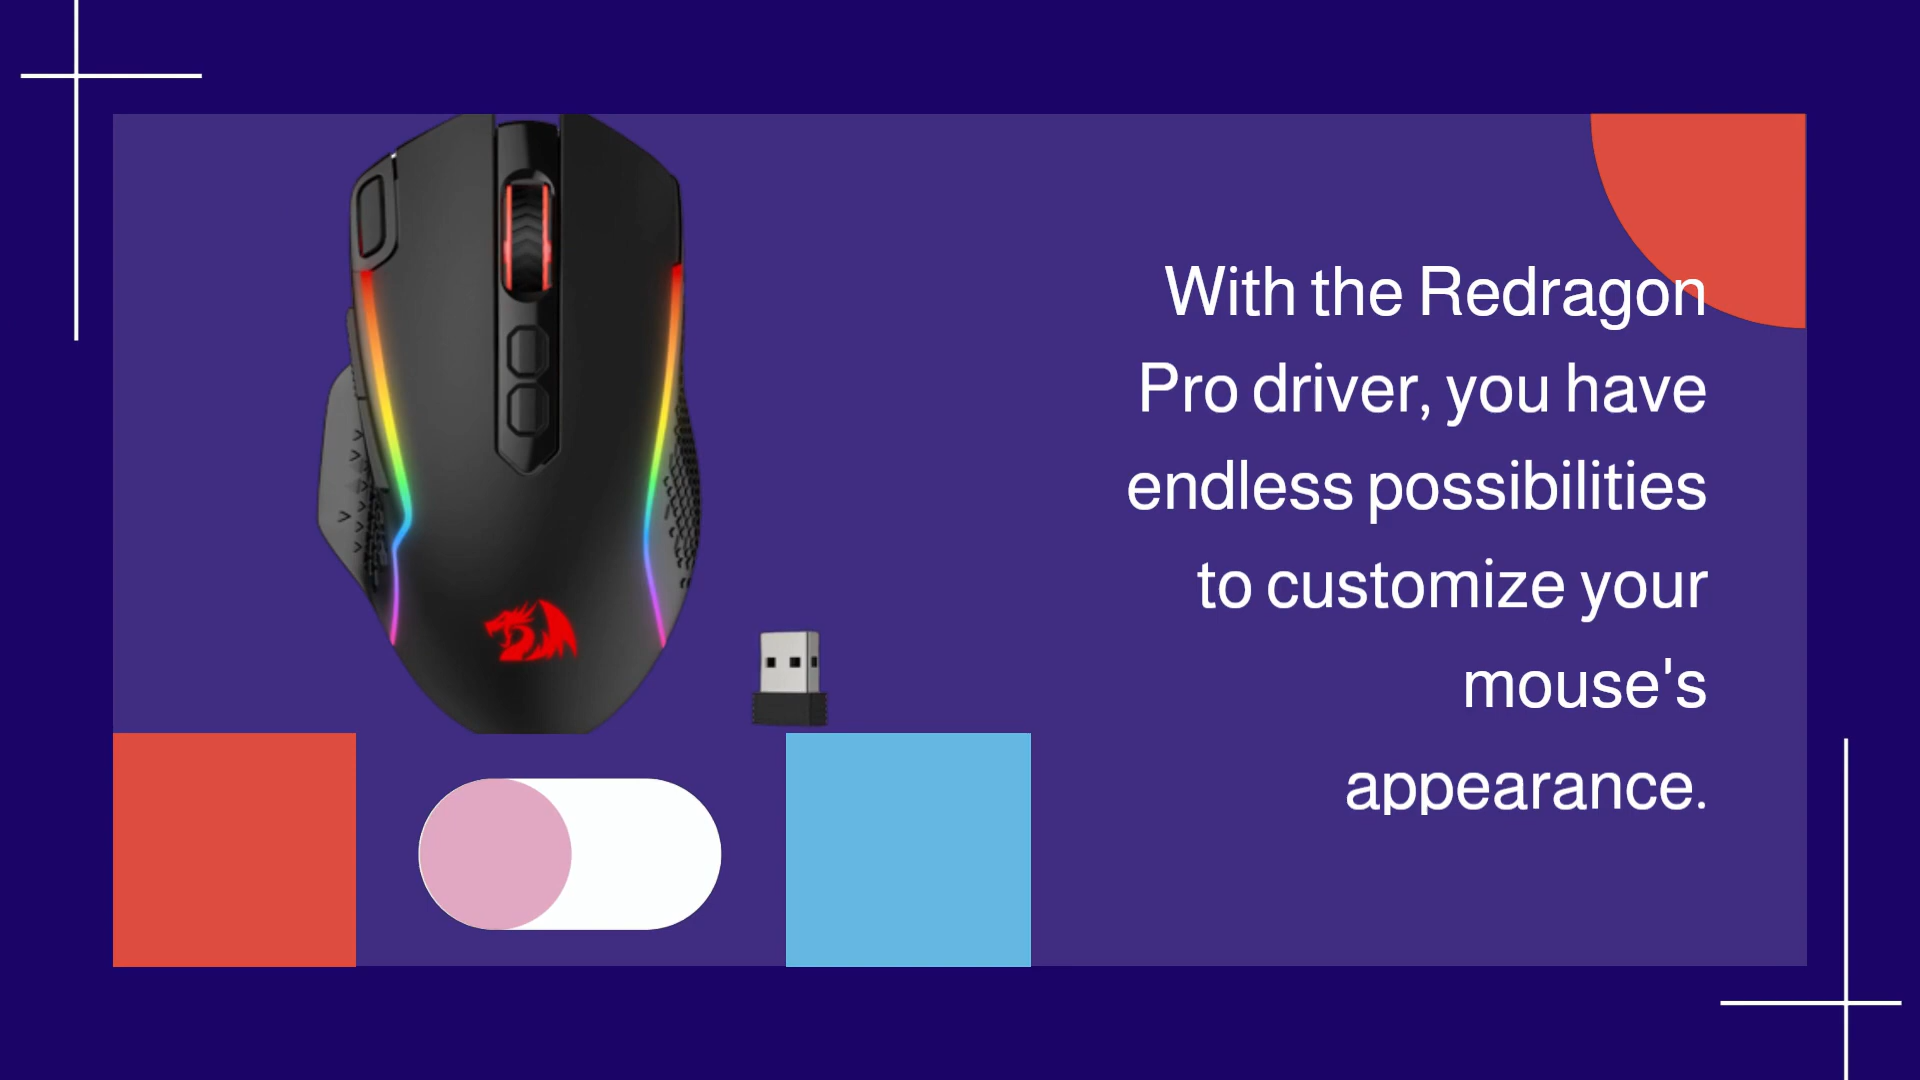 With the Redragon
Pro driver, you have
endless possibilities
to customize your
mouse's
appearance.